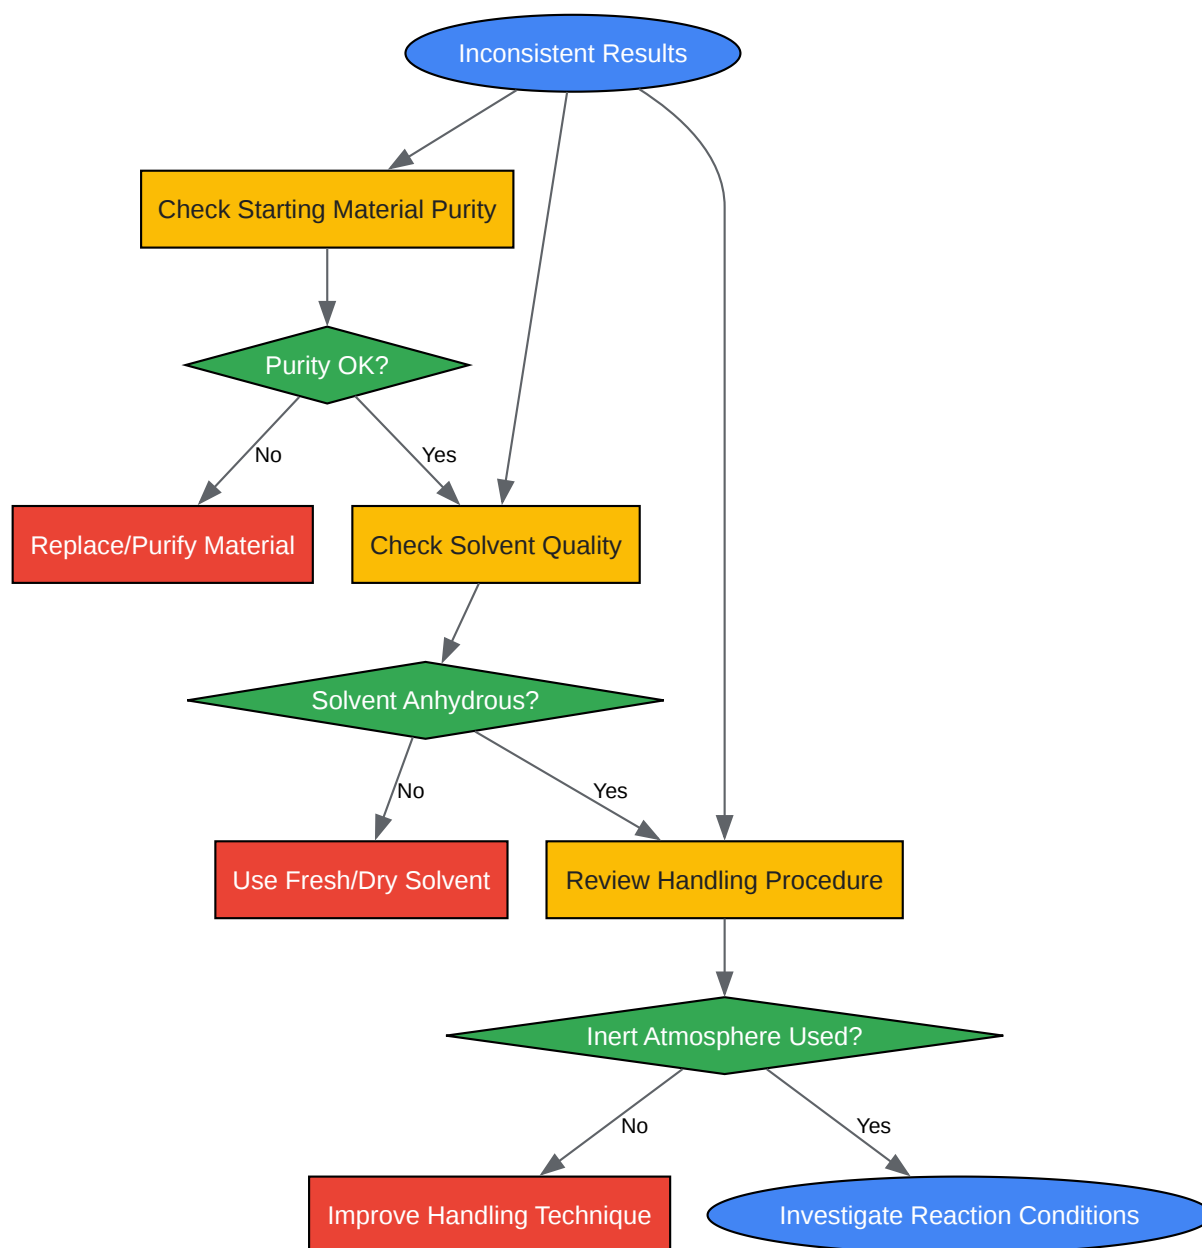 Inconsistent Results
Check Starting Material Purity
Purity OK?
No
Yes
Replace/Purify Material
Check Solvent Quality
Solvent Anhydrous?
No
Yes
Use Fresh/Dry Solvent
Review Handling Procedure
Inert Atmosphere Used?
No
Yes
Improve Handling Technique
Investigate Reaction Conditions